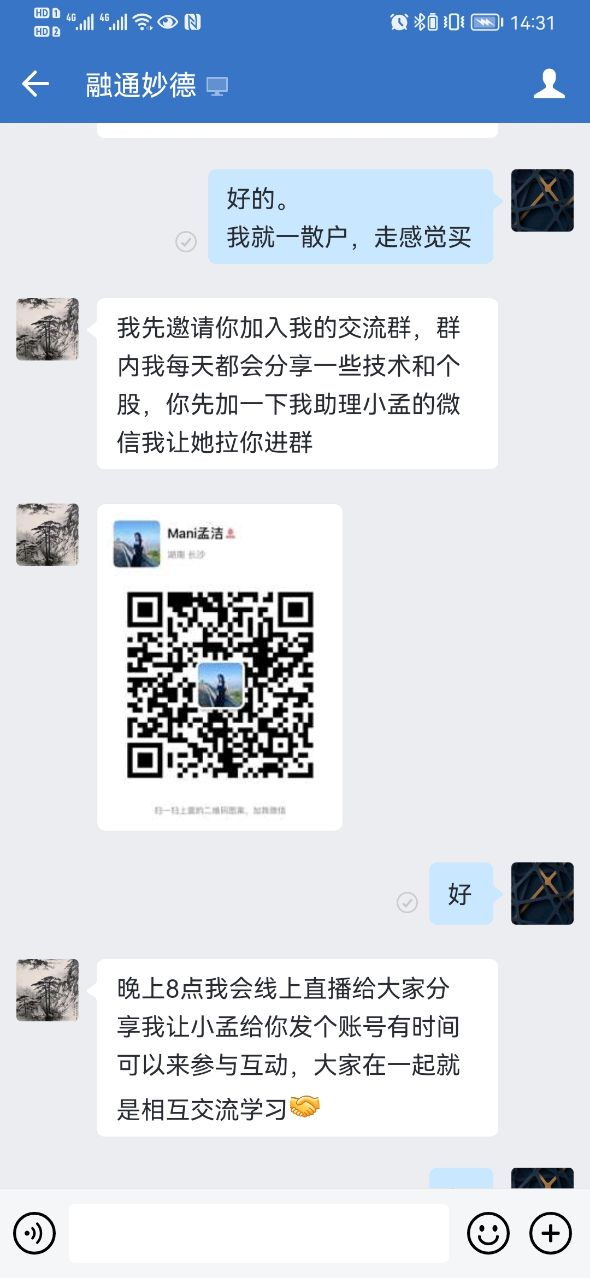 HD 1
HD 2
4G
4G
14:31
融通妙德
好的。
我就一散户，走感觉买
我先邀请你加入我的交流群，群
内我每天都会分享一些技术和个
股，你先加一下我助理小孟的微
信我让她拉你进群
Mani孟洁
湖南 长沙
扫一扫上面的二维码图案，加我微信
好
晚上8点我会线上直播给大家分
享我让小孟给你发个账号有时间
可以来参与互动，大家在一起就
是相互交流学习